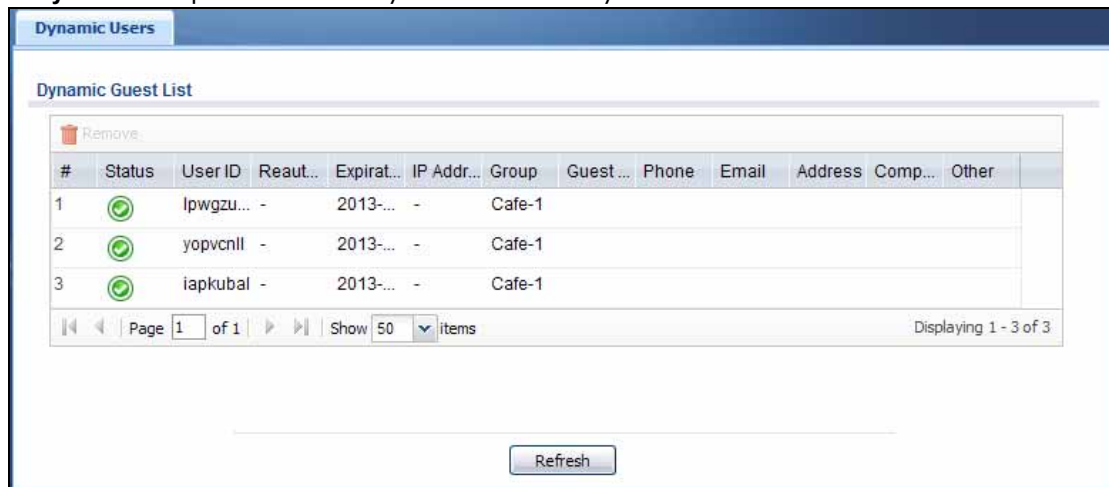 Dynamic Users
Dynamic Guest List
Remove
# Status User ID Reaut... Expirat... IP Addr... Group Guest ... Phone Email Address Comp... Other
1 lpwgzu... - 2013-... - Cafe-1
2 yopvcnll - 2013-... - Cafe-1
3 iapkubal - 2013-... - Cafe-1
Page 1 of 1 Show 50 items Displaying 1 - 3 of 3
Refresh